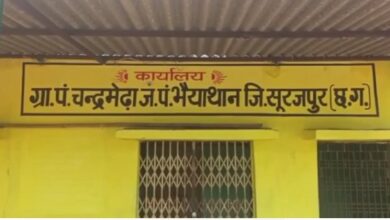 कार्यालय
ग्रा.पं.चन्द्रमेढ़ा ज.पं.भैयाथान जि.सूरजपुर (छ.ग.)